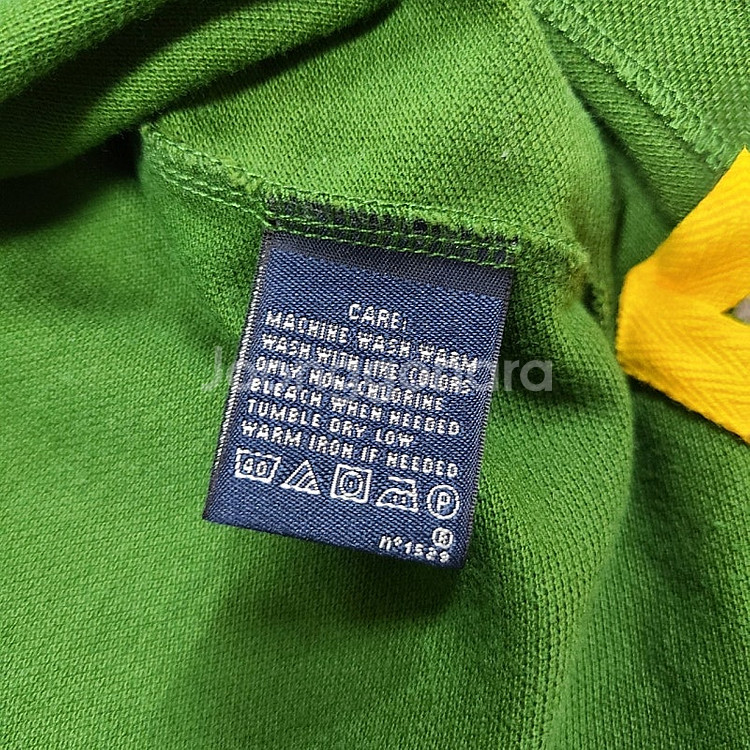 CARE:
MACHINE WASH WARM
WASH WITH LIKE COLORS
ONLY NON-CHLORINE
BLEACH WHEN NEEDED
TUMBLE DRY LOW
WARM IRON IF NEEDED
40 P
R
n°1529